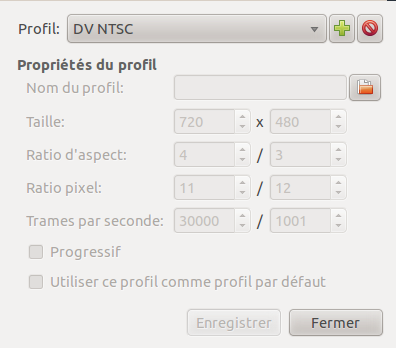 Profil: DV NTSC
Propriétés du profil
Nom du profil:
Taille: 720 x 480
Ratio d'aspect: 4 / 3
Ratio pixel: 11 / 12
Trames par seconde: 30000 / 1001
Progressif
Utiliser ce profil comme profil par défaut
Enregistrer Fermer